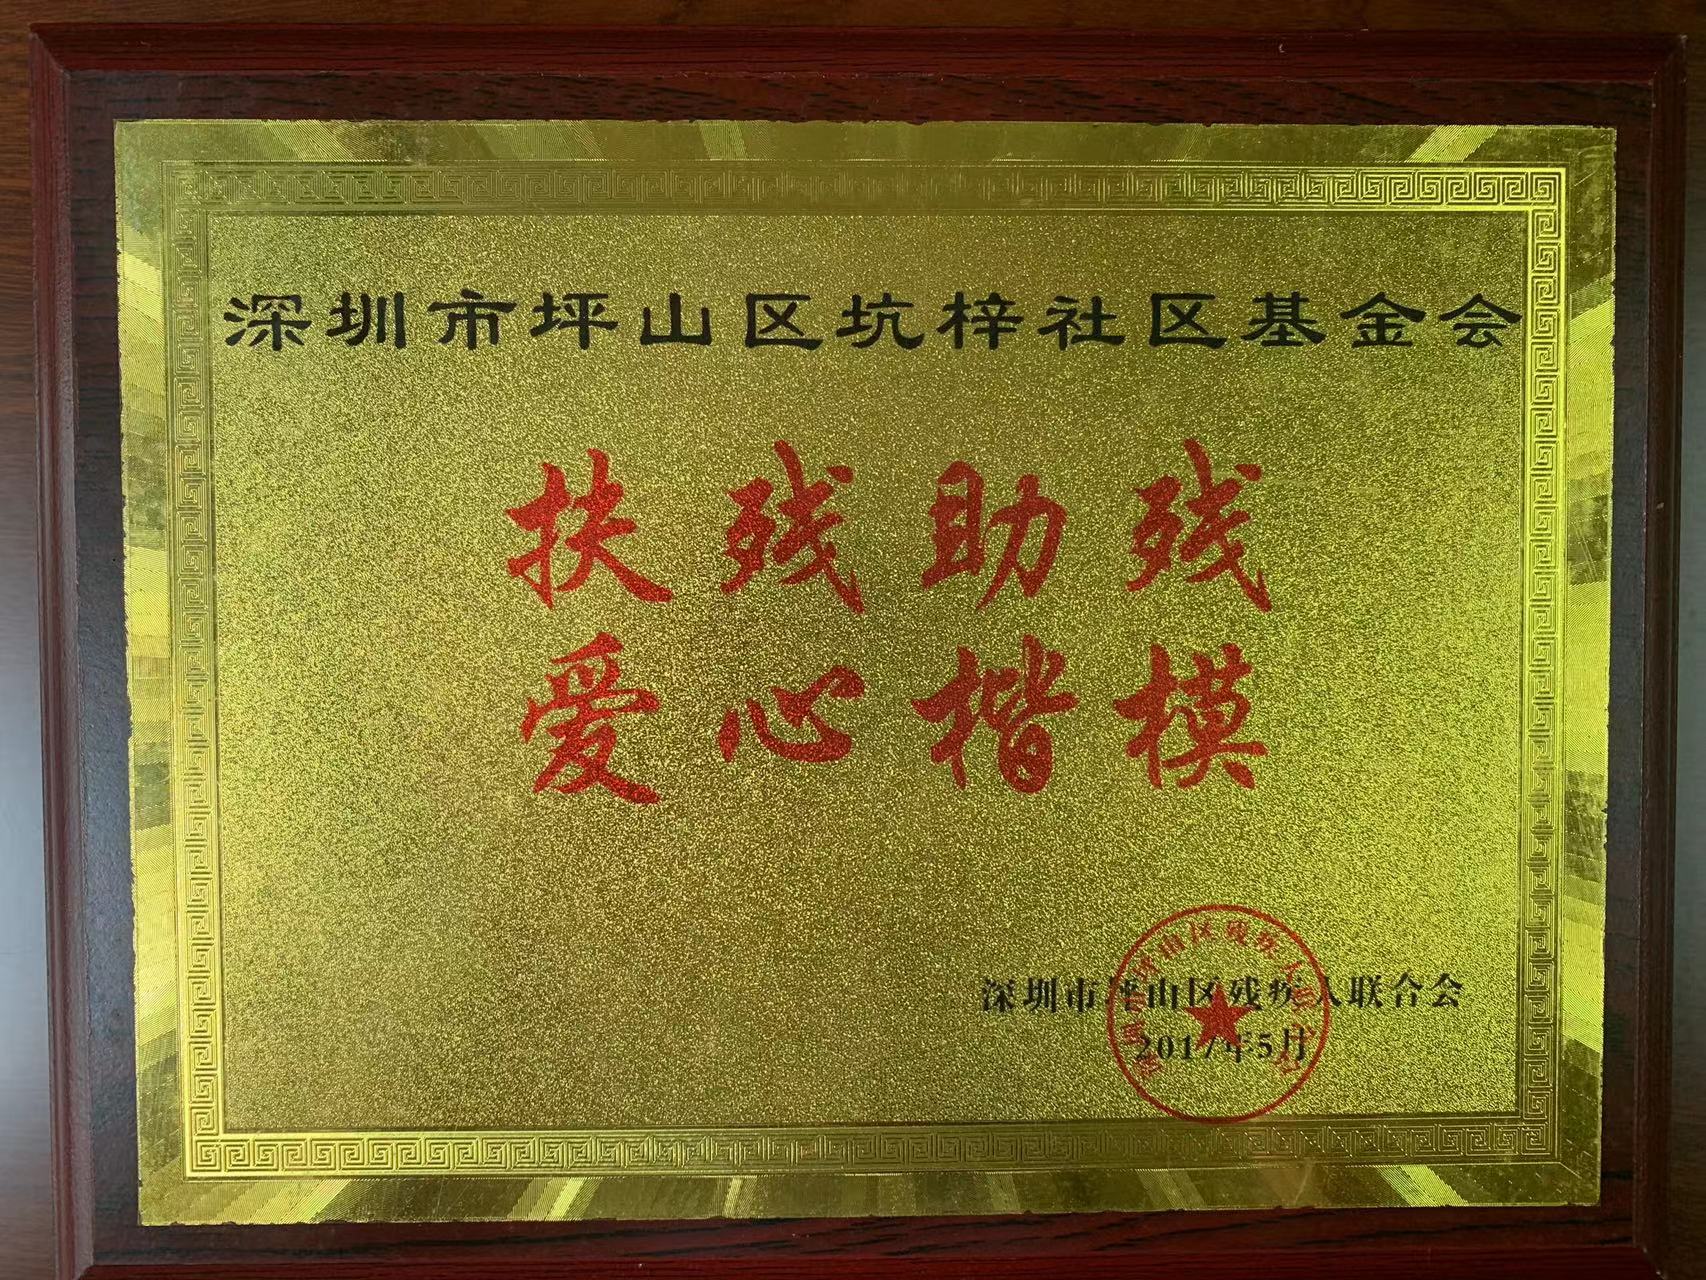 深圳市坪山区坑梓社区基金会
扶残助残
爱心楷模
深圳市坪山区残疾人联合会
2017年5月